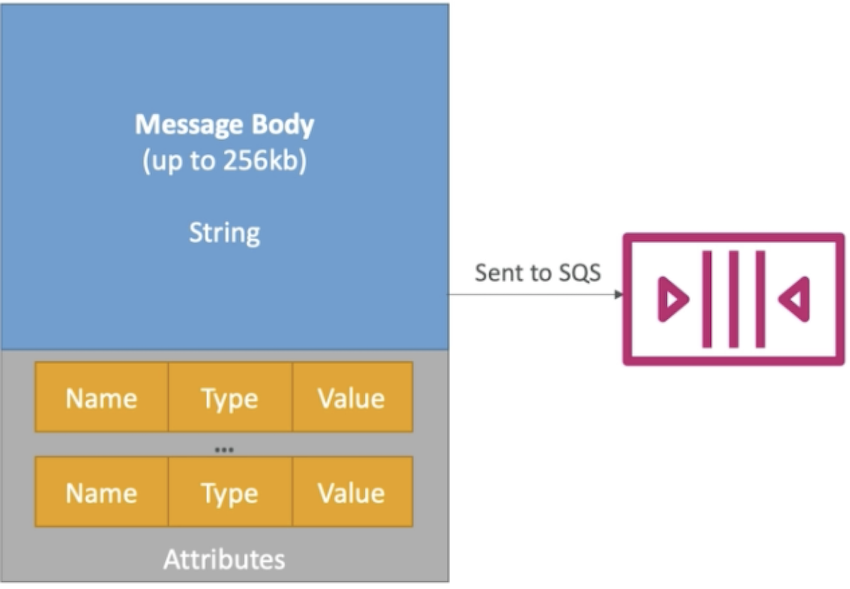 Message Body
(up to 256kb)
String
Sent to SQS
Name Type Value
...
Name Type Value
Attributes